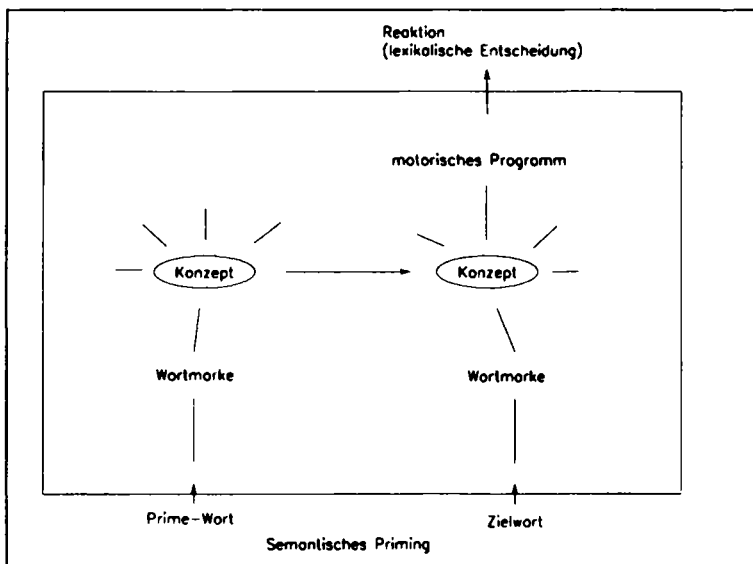 Reaktion
(lexikalische Entscheidung)
motorisches Programm
Konzept
Konzept
Wortmarke
Wortmarke
Prime-Wort
Zielwort
Semantisches Priming